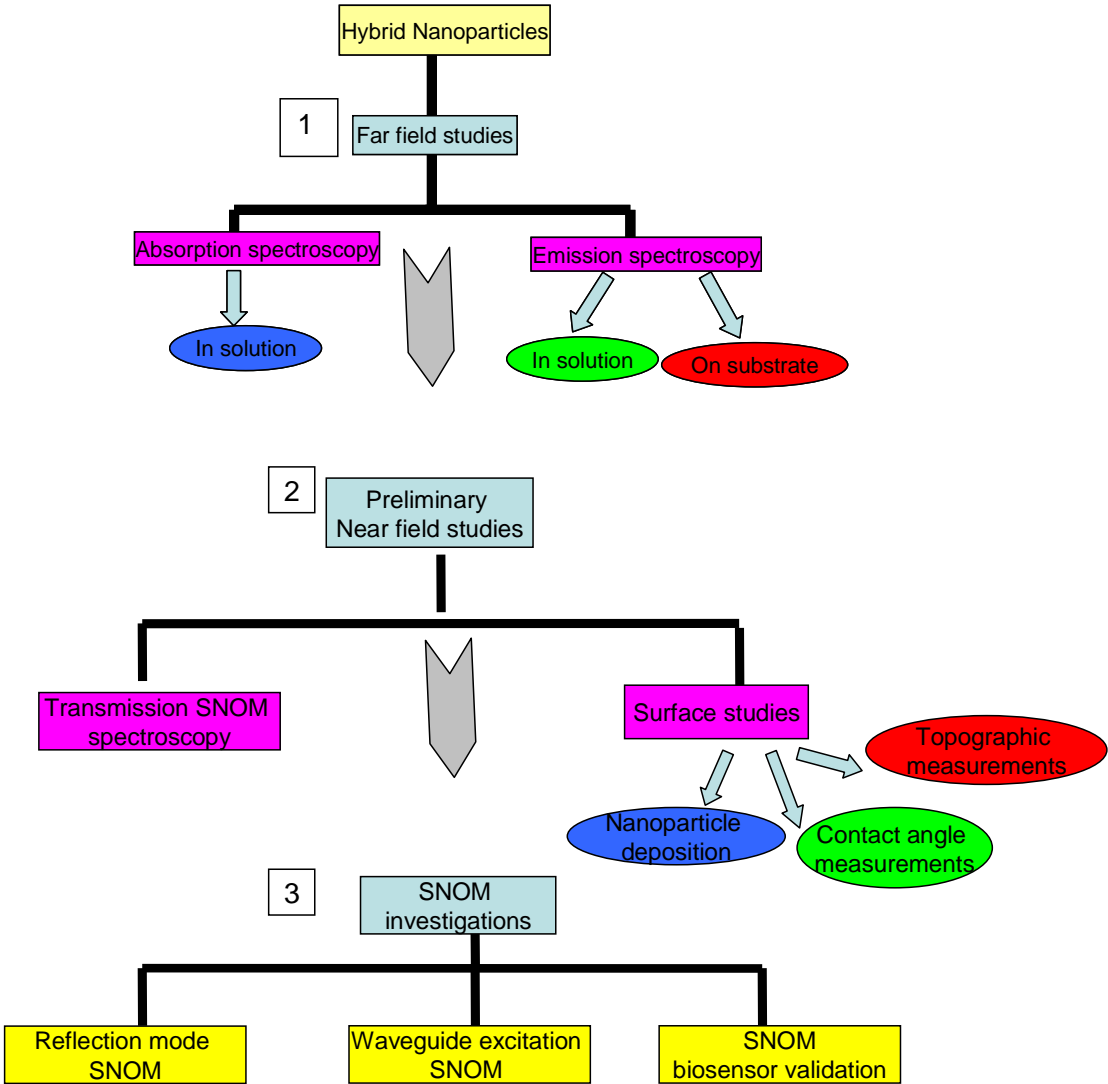 Hybrid Nanoparticles
1
Far field studies
Absorption spectroscopy
Emission spectroscopy
In solution
In solution
On substrate
2
Preliminary
Near field studies
Transmission SNOM
spectroscopy
Surface studies
Topographic
measurements
Nanoparticle
deposition
Contact angle
measurements
3
SNOM
investigations
Reflection mode
SNOM
Waveguide excitation
SNOM
SNOM
biosensor validation